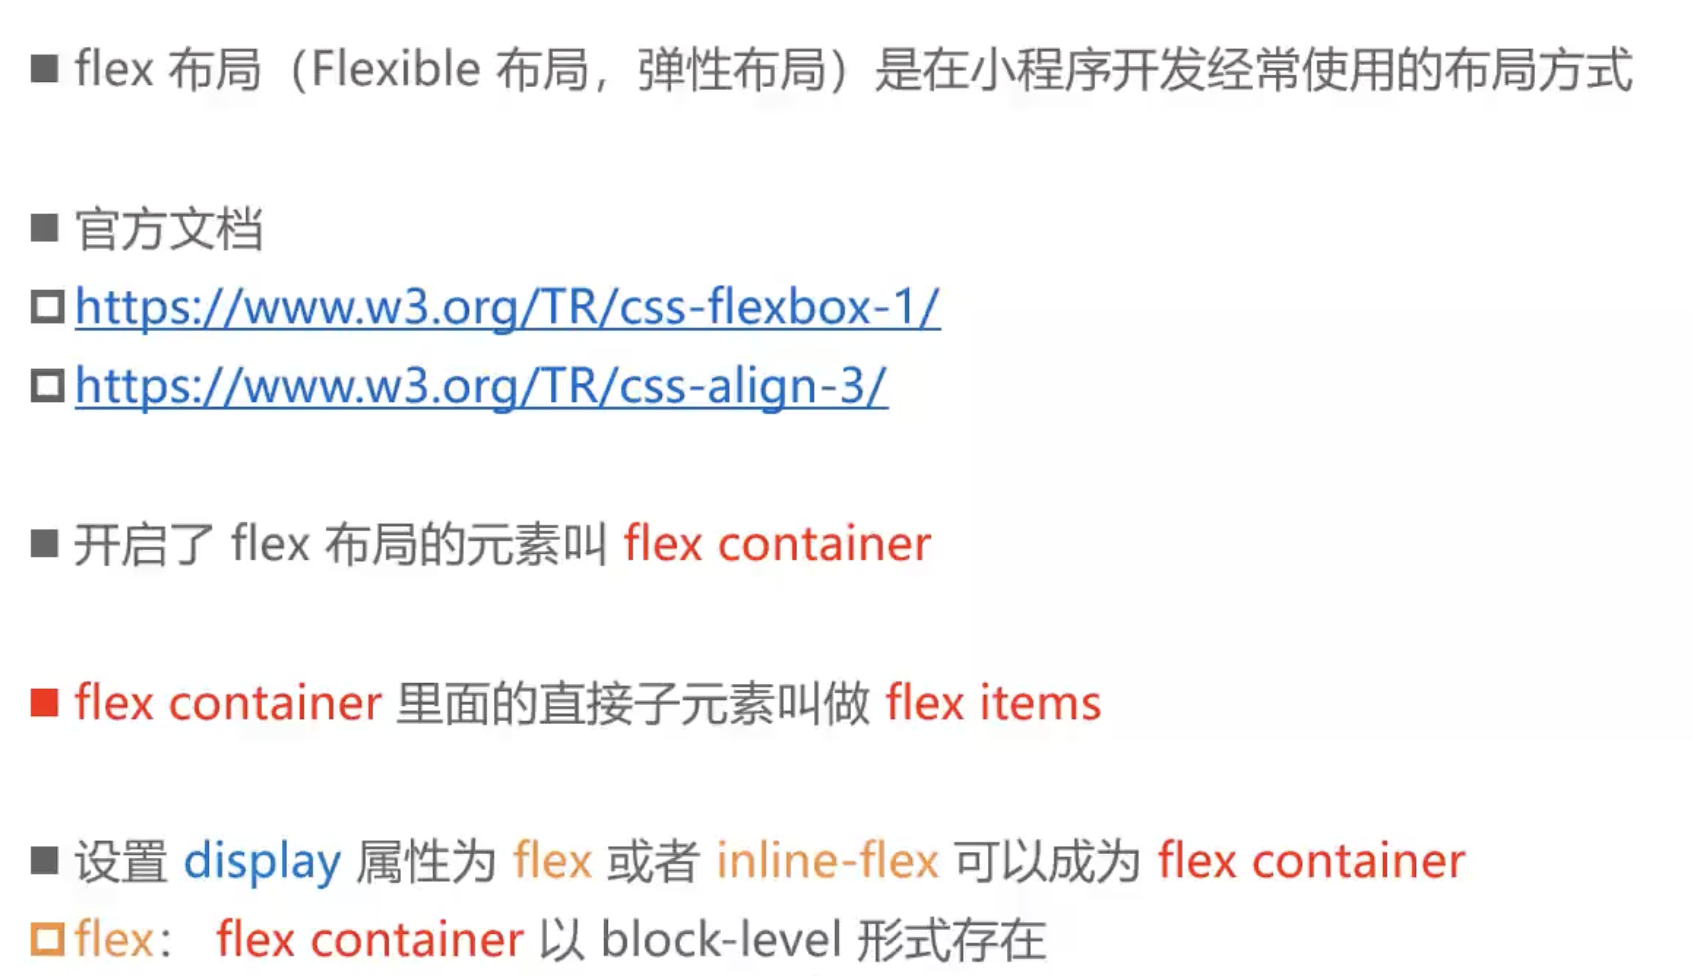 flex 布局（Flexible 布局，弹性布局）是在小程序开发经常使用的布局方式
官方文档
https://www.w3.org/TR/css-flexbox-1/
https://www.w3.org/TR/css-align-3/
开启了 flex 布局的元素叫 flex container
flex container 里面的直接子元素叫做 flex items
设置 display 属性为 flex 或者 inline-flex 可以成为 flex container
flex： flex container 以 block-level 形式存在